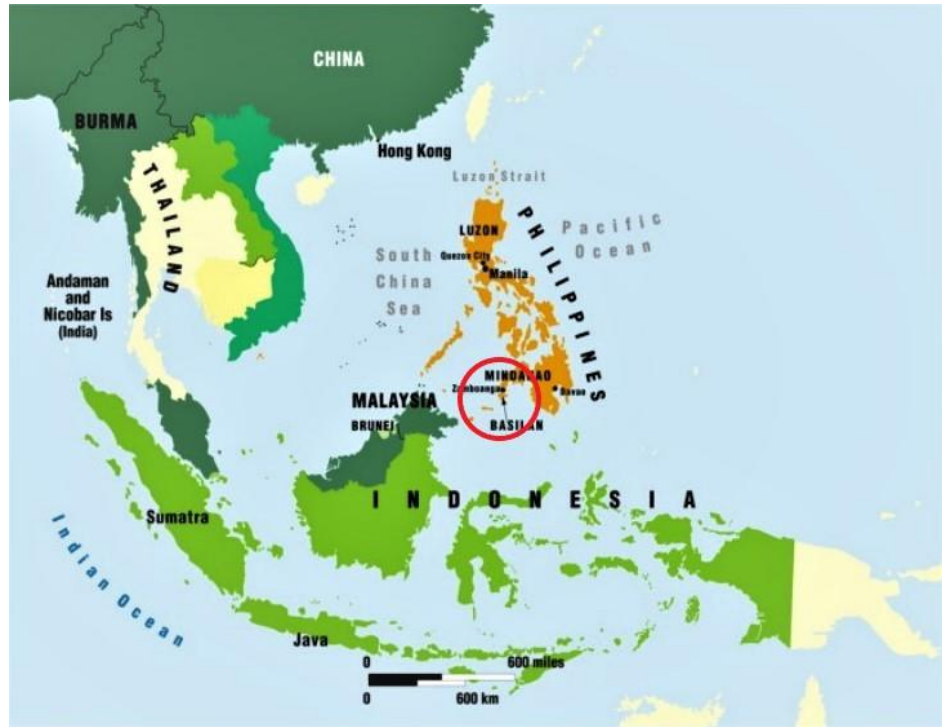 CHINA
BURMA
Hong Kong
THAILAND
Luzon Strait
PHILIPPINES
Pacific
Ocean
LUZON
Quezon City
Manila
South
China
Sea
Andaman
and
Nicobar Is
(India)
MINDANAO
Zamboanga
Davao
MALAYSIA
BRUNEI
BASILAN
INDONESIA
Sumatra
Indian Ocean
Java
0 600 miles
0 600 km